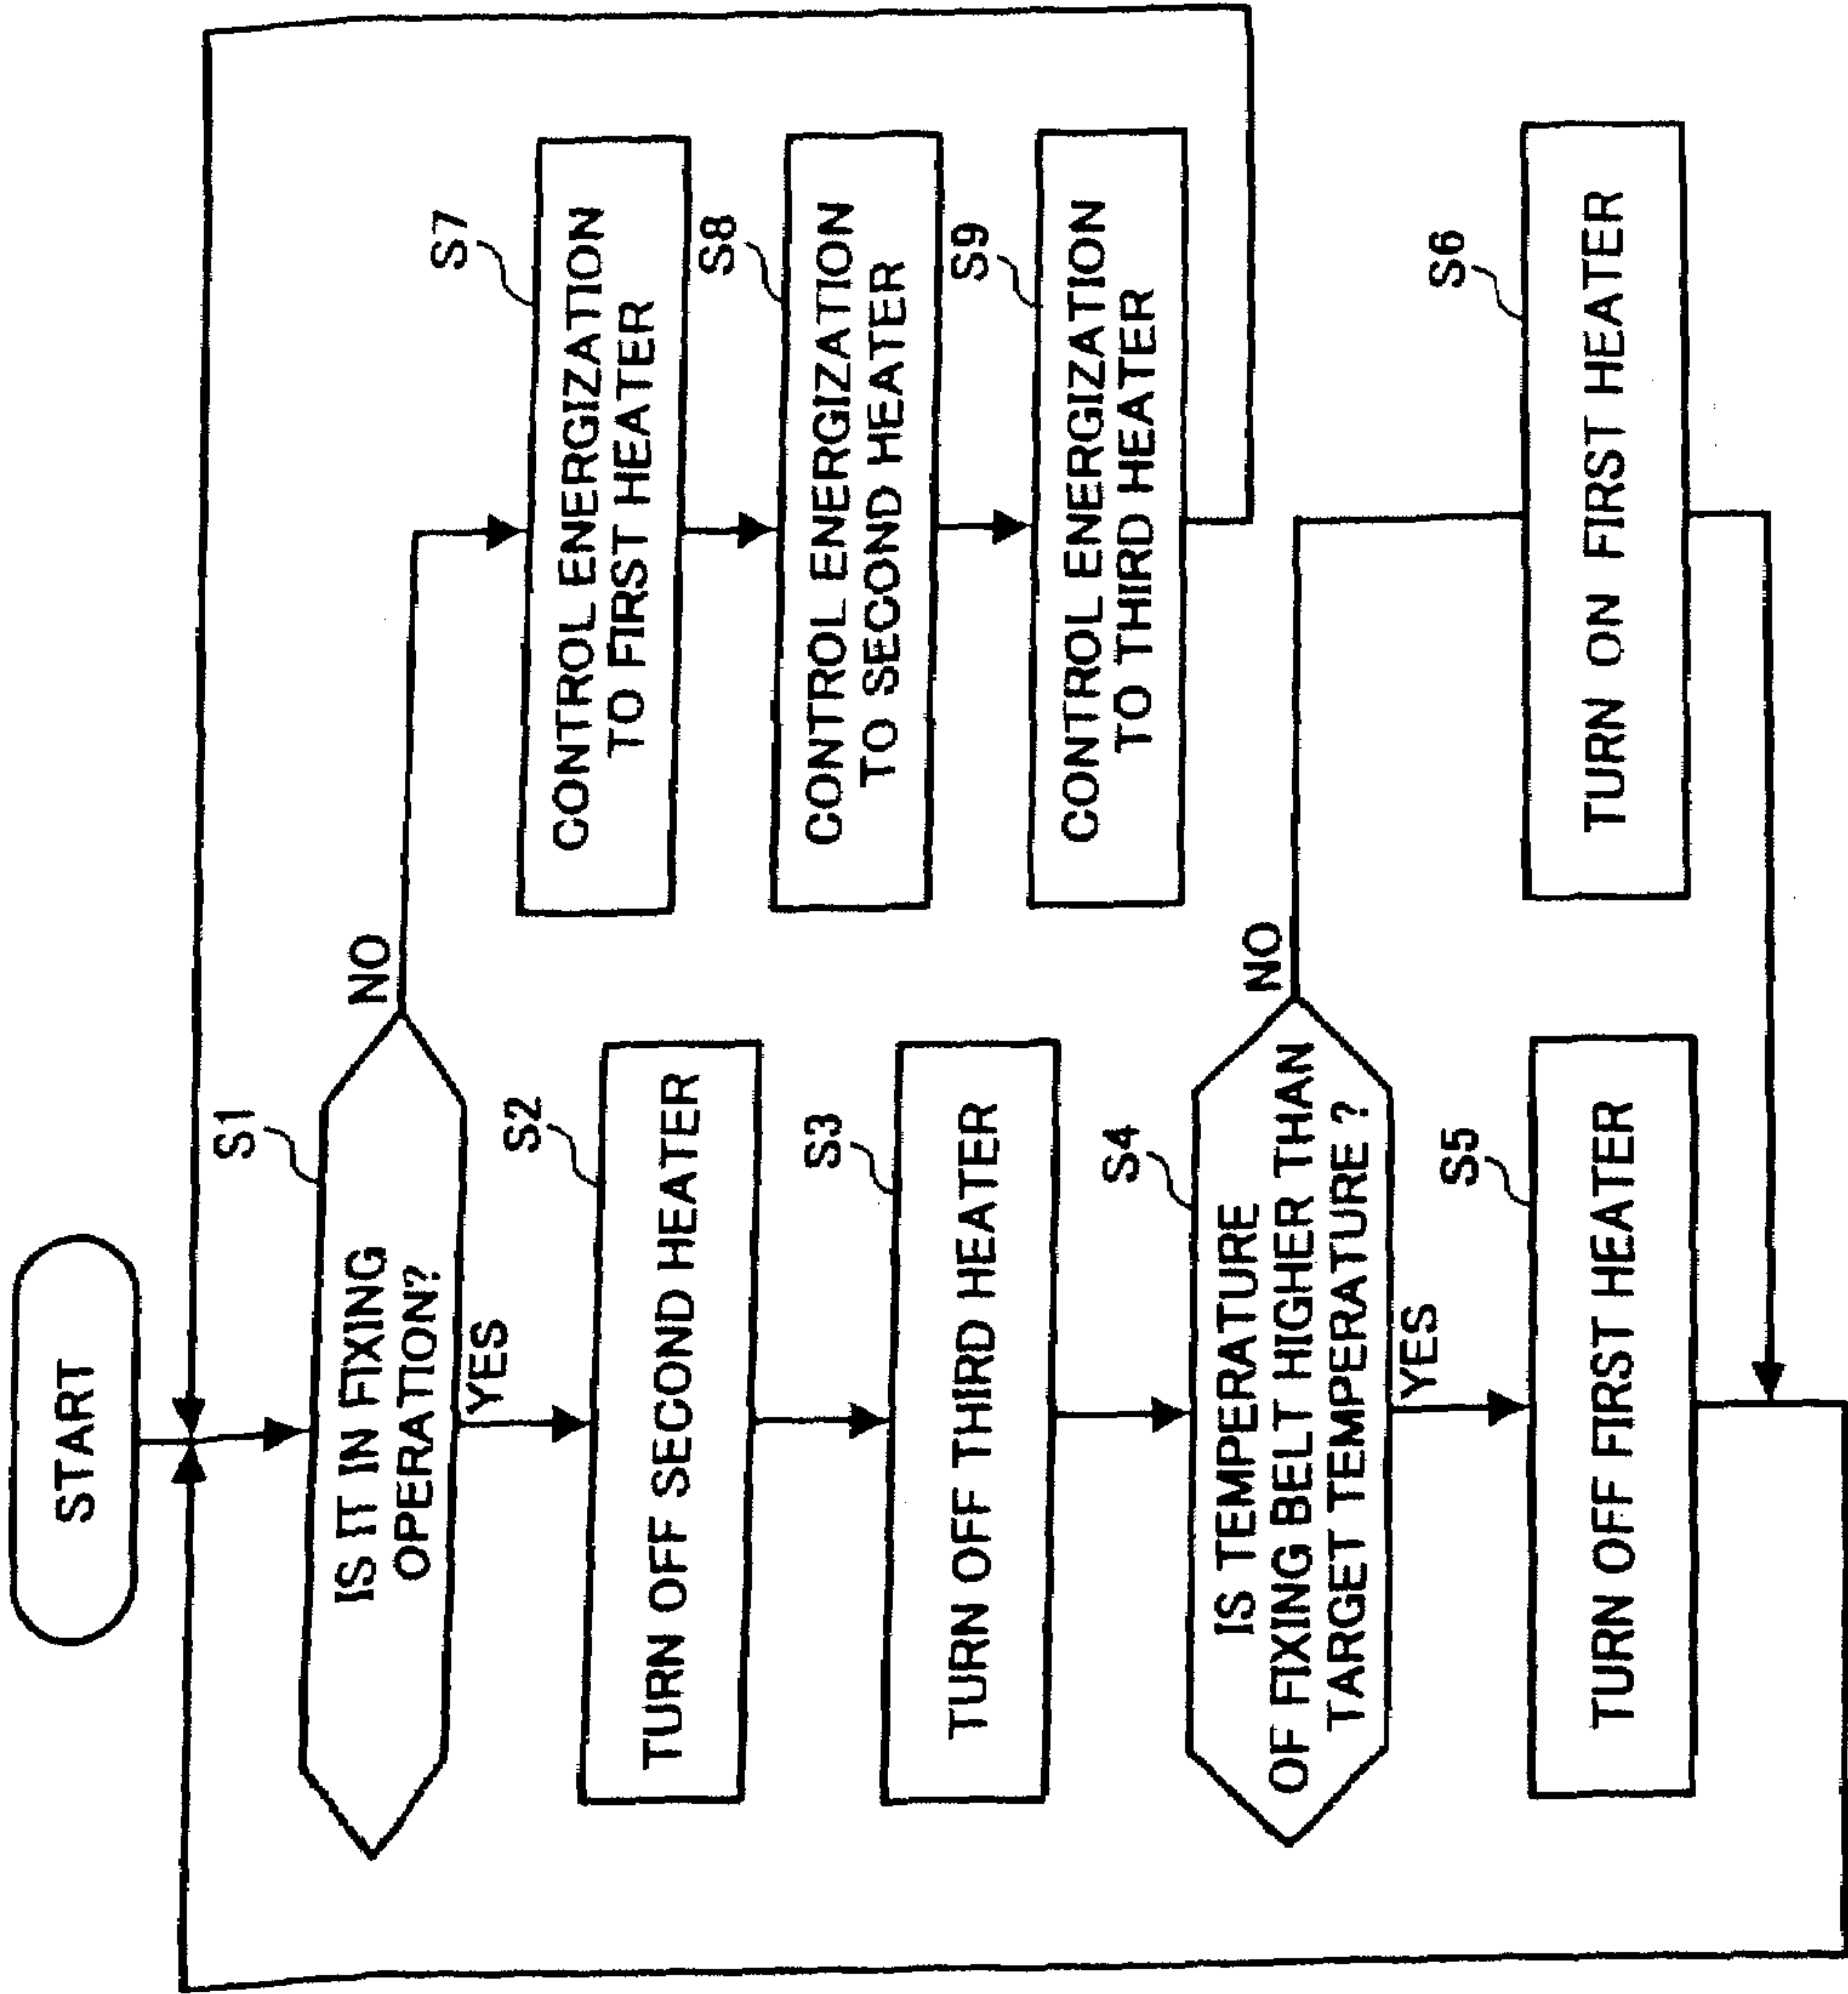 START
S1
IS IT IN FIXING
OPERATION?
NO
YES
S2
TURN OFF SECOND HEATER
S3
TURN OFF THIRD HEATER
S4
IS TEMPERATURE
OF FIXING BELT HIGHER THAN
TARGET TEMPERATURE ?
NO
YES
S5
TURN OFF FIRST HEATER
S7
CONTROL ENERGIZATION
TO FIRST HEATER
S8
CONTROL ENERGIZATION
TO SECOND HEATER
S9
CONTROL ENERGIZATION
TO THIRD HEATER
S6
TURN ON FIRST HEATER